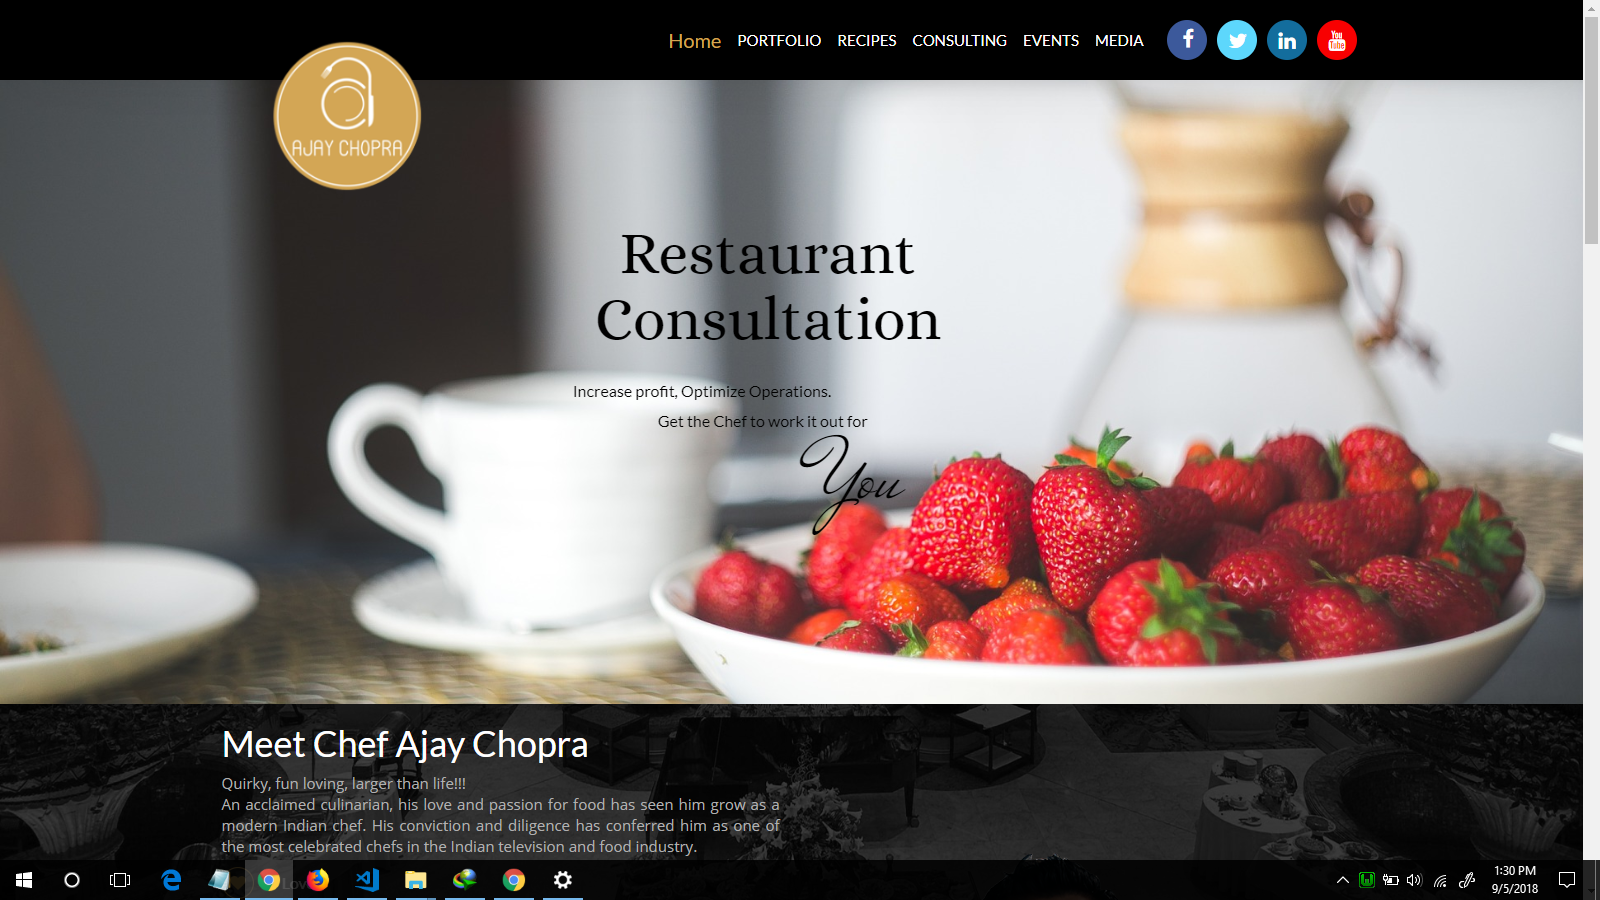 Home PORTFOLIO RECIPES CONSULTING EVENTS MEDIA
You
Tube
AJAY CHOPRA
Restaurant
Consultation
Increase profit, Optimize Operations.
Get the Chef to work it out for
You
Meet Chef Ajay Chopra
Quirky, fun loving, larger than life!!!
An acclaimed culinarian, his love and passion for food has seen him grow as a
modern Indian chef. His conviction and diligence has conferred him as one of
the most celebrated chefs in the Indian television and food industry.
Lov
1:30 PM
9/5/2018